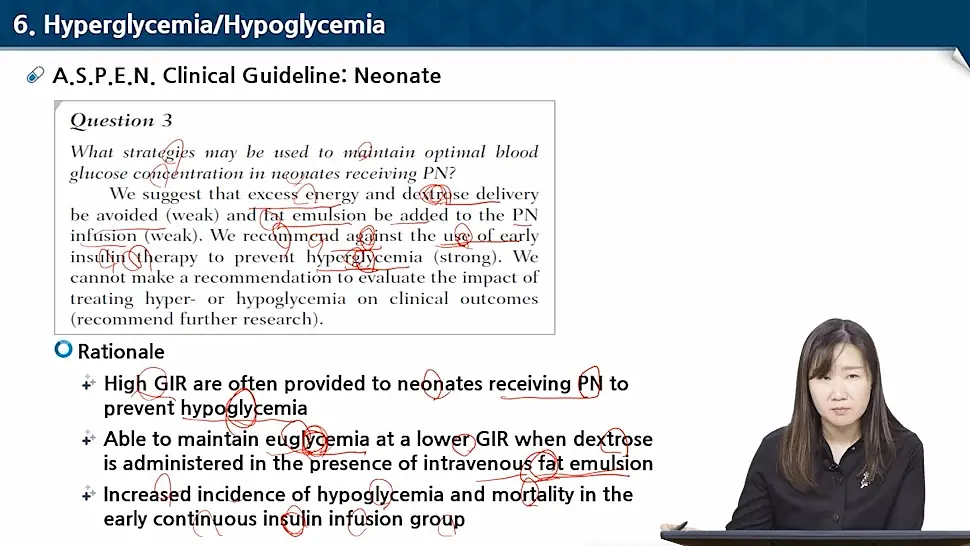 6. Hyperglycemia/Hypoglycemia
A.S.P.E.N. Clinical Guideline: Neonate
Question 3
What strategies may be used to maintain optimal blood
glucose concentration in neonates receiving PN?
We suggest that excess energy and dextrose delivery
be avoided (weak) and fat emulsion be added to the PN
infusion (weak). We recommend against the use of early
insulin therapy to prevent hyperglycemia (strong). We
cannot make a recommendation to evaluate the impact of
treating hyper- or hypoglycemia on clinical outcomes
(recommend further research).
Rationale
High GIR are often provided to neonates receiving PN to
prevent hypoglycemia
Able to maintain euglycemia at a lower GIR when dextrose
is administered in the presence of intravenous fat emulsion
Increased incidence of hypoglycemia and mortality in the
early continuous insulin infusion group